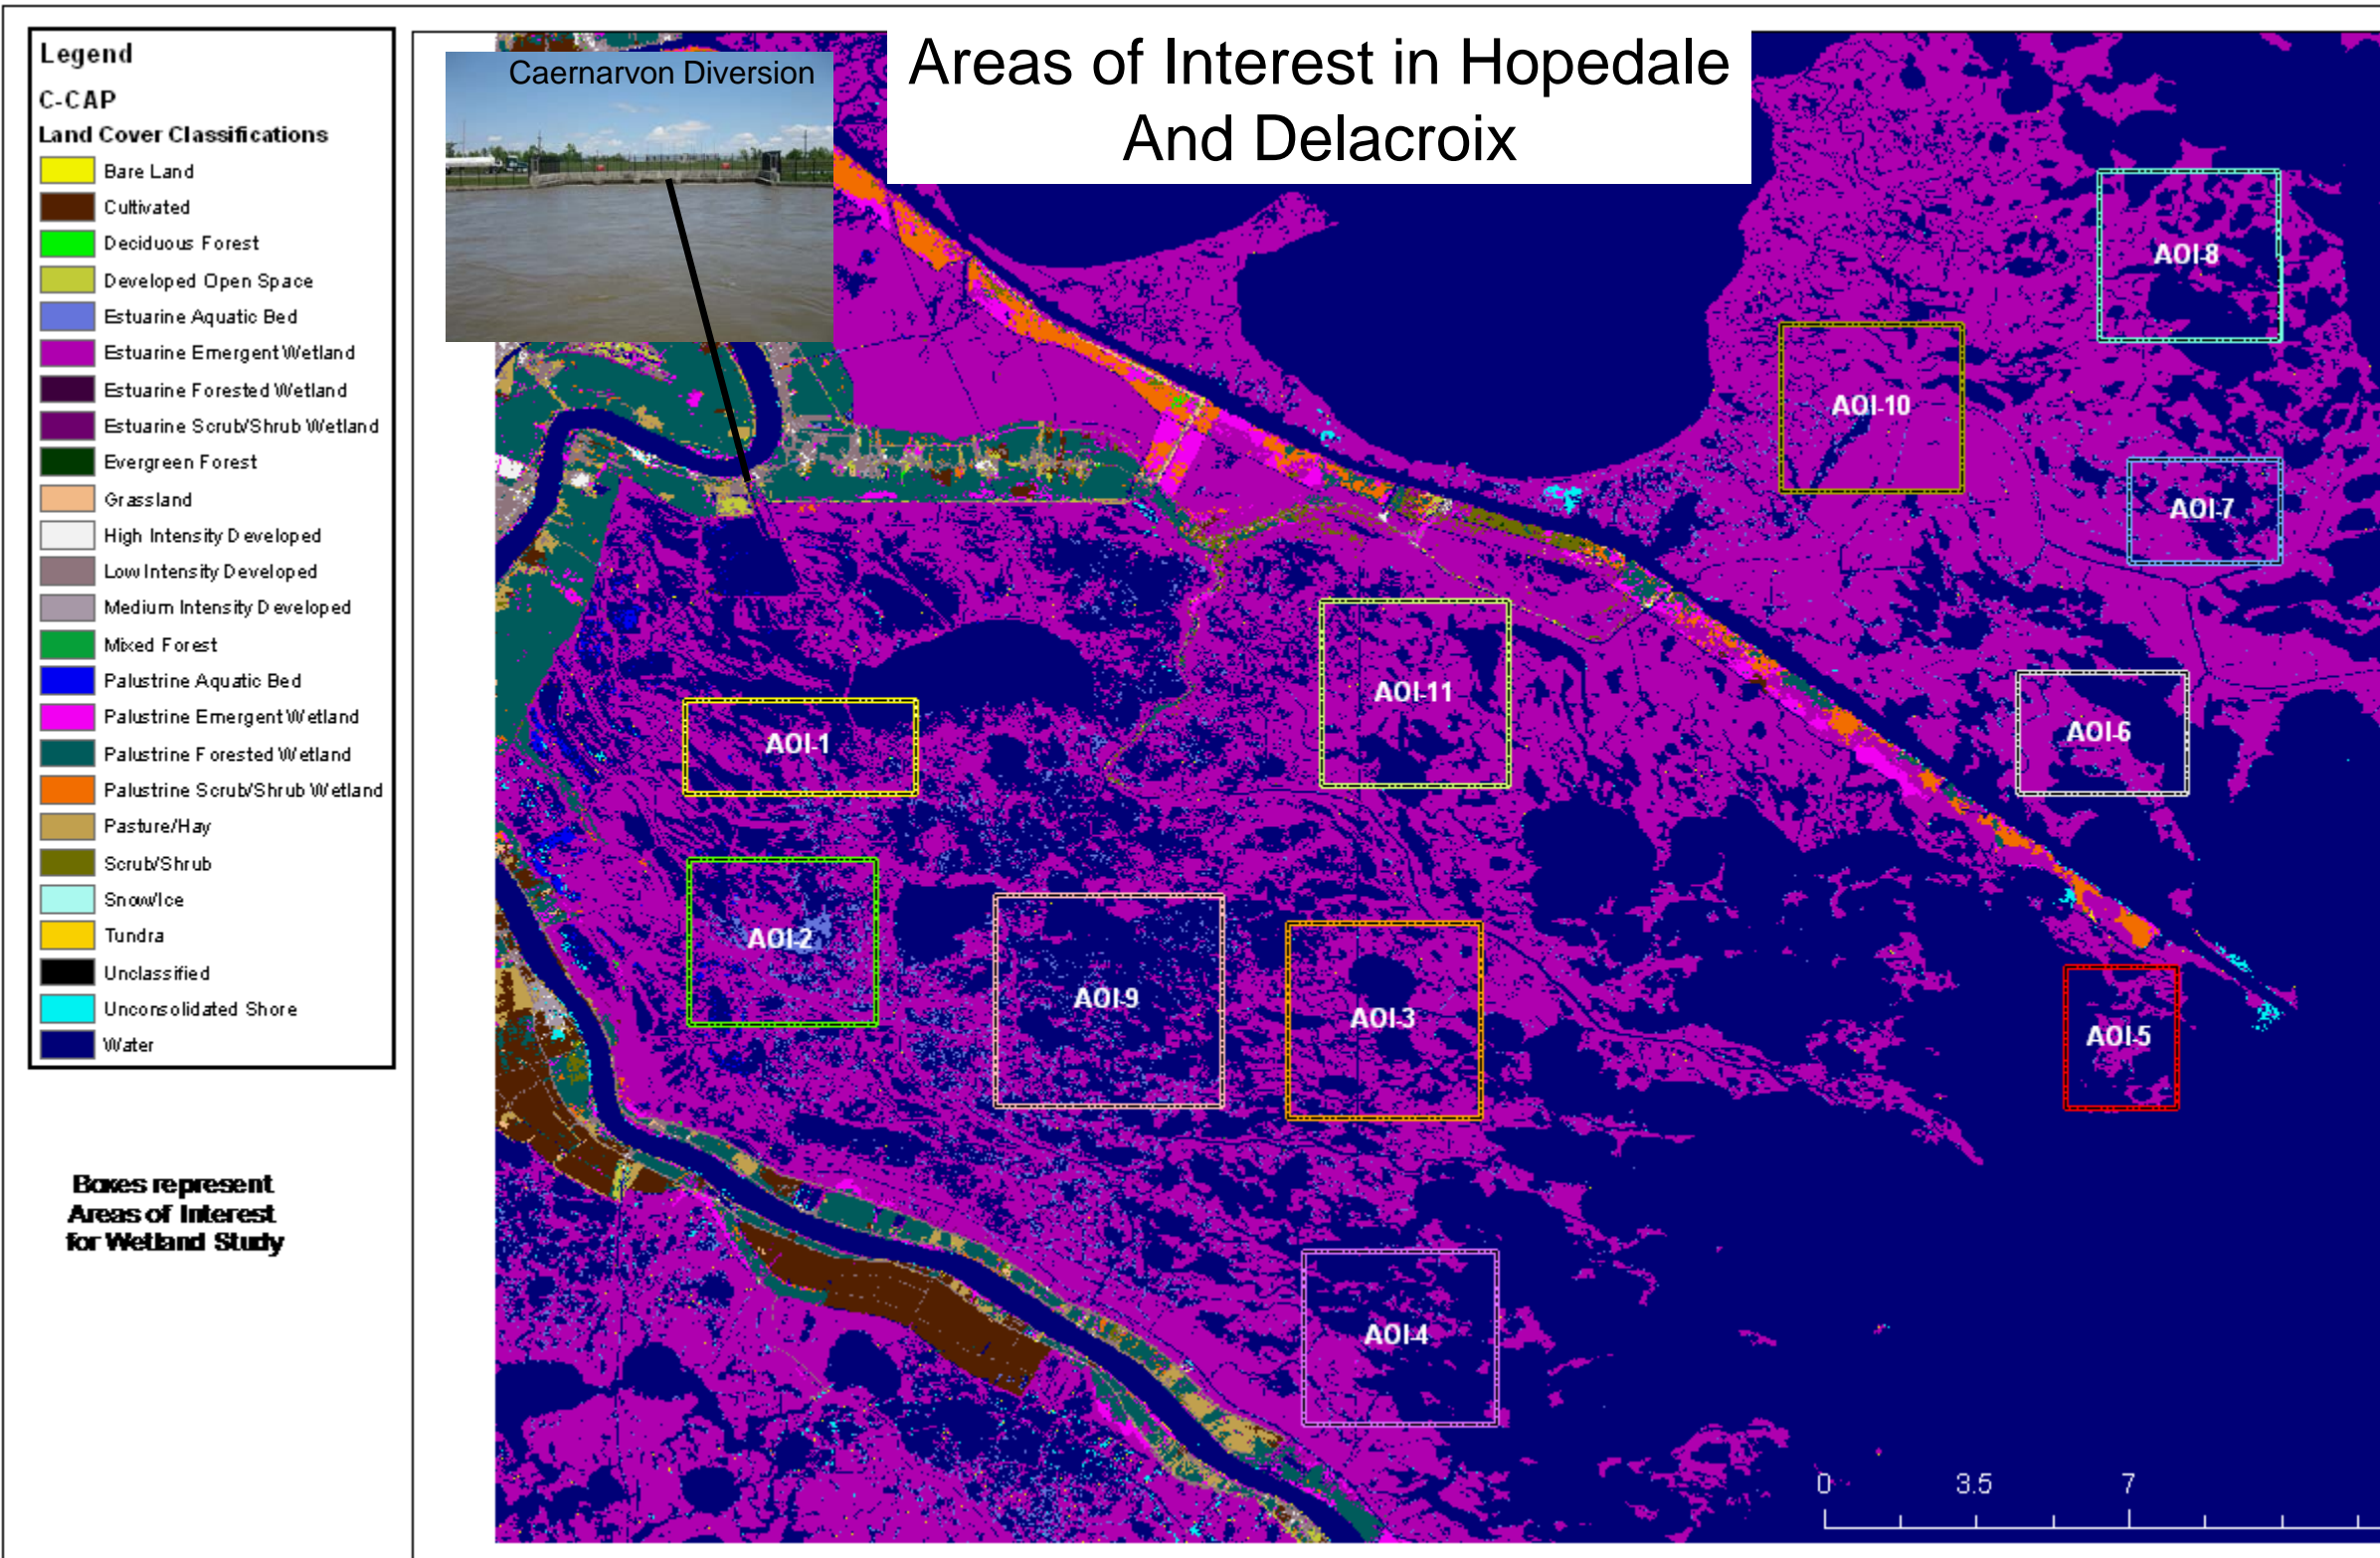 Legend
C-CAP
Land Cover Classifications
Bare Land
Cultivated
Deciduous Forest
Developed Open Space
Estuarine Aquatic Bed
Estuarine Emergent Wetland
Estuarine Forested Wetland
Estuarine Scrub/Shrub Wetland
Evergreen Forest
Grassland
High Intensity Developed
Low Intensity Developed
Medium Intensity Developed
Mixed Forest
Palustrine Aquatic Bed
Palustrine Emergent Wetland
Palustrine Forested Wetland
Palustrine Scrub/Shrub Wetland
Pasture/Hay
Scrub/Shrub
Snow/Ice
Tundra
Unclassified
Unconsolidated Shore
Water
Boxes represent
Areas of Interest
for Wetland Study
Caernarvon Diversion
Areas of Interest in Hopedale
And Delacroix
AOI-8
AOI-10
AOI-7
AOI-11
AOI-6
AOI-1
AOI-2
AOI-9
AOI-3
AOI-5
AOI-4
0 3.5 7